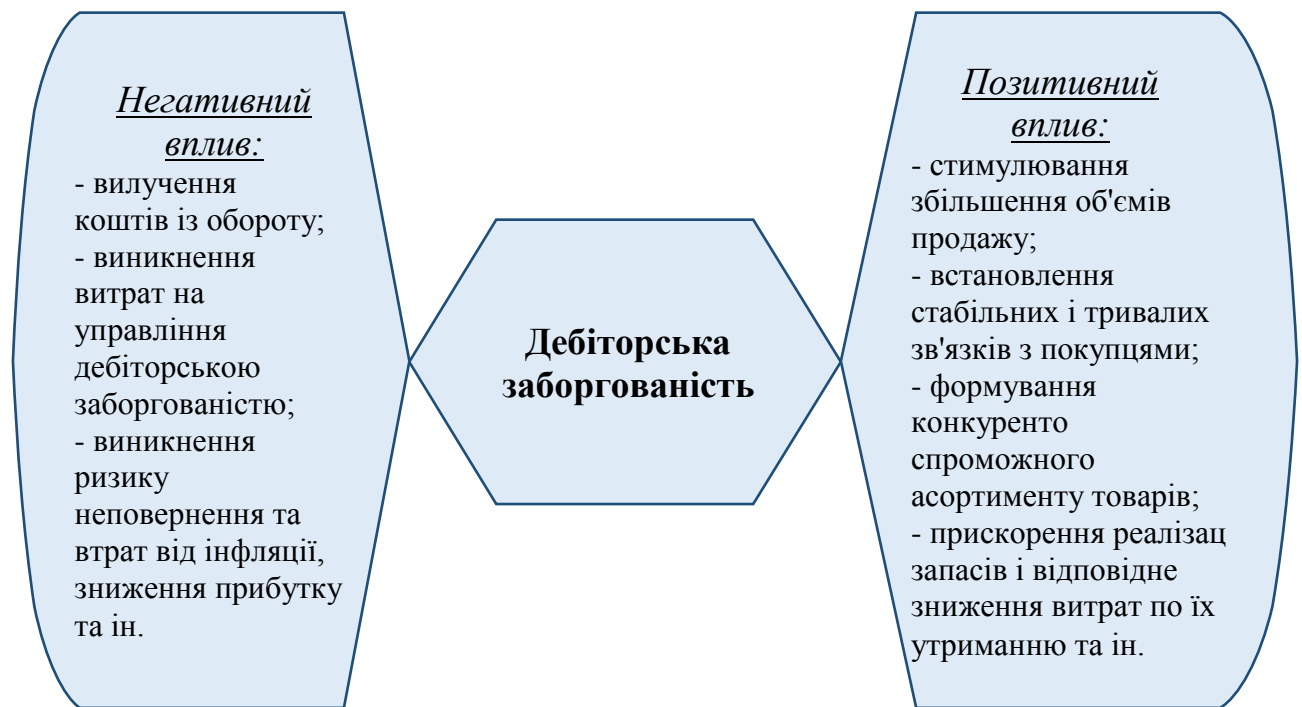 Негативний
вплив:
- вилучення
коштів із обороту;
- виникнення
витрат на
управління
дебіторською
заборгованістю;
- виникнення
ризику
неповернення та
втрат від інфляції,
зниження прибутку
та ін.
Дебіторська
заборгованість
Позитивний
вплив:
- стимулювання
збільшення об'ємів
продажу;
- встановлення
стабільних і тривалих
зв'язків з покупцями;
- формування
конкуренто
спроможного
асортименту товарів;
- прискорення реалізац
запасів і відповідне
зниження витрат по їх
утриманню та ін.